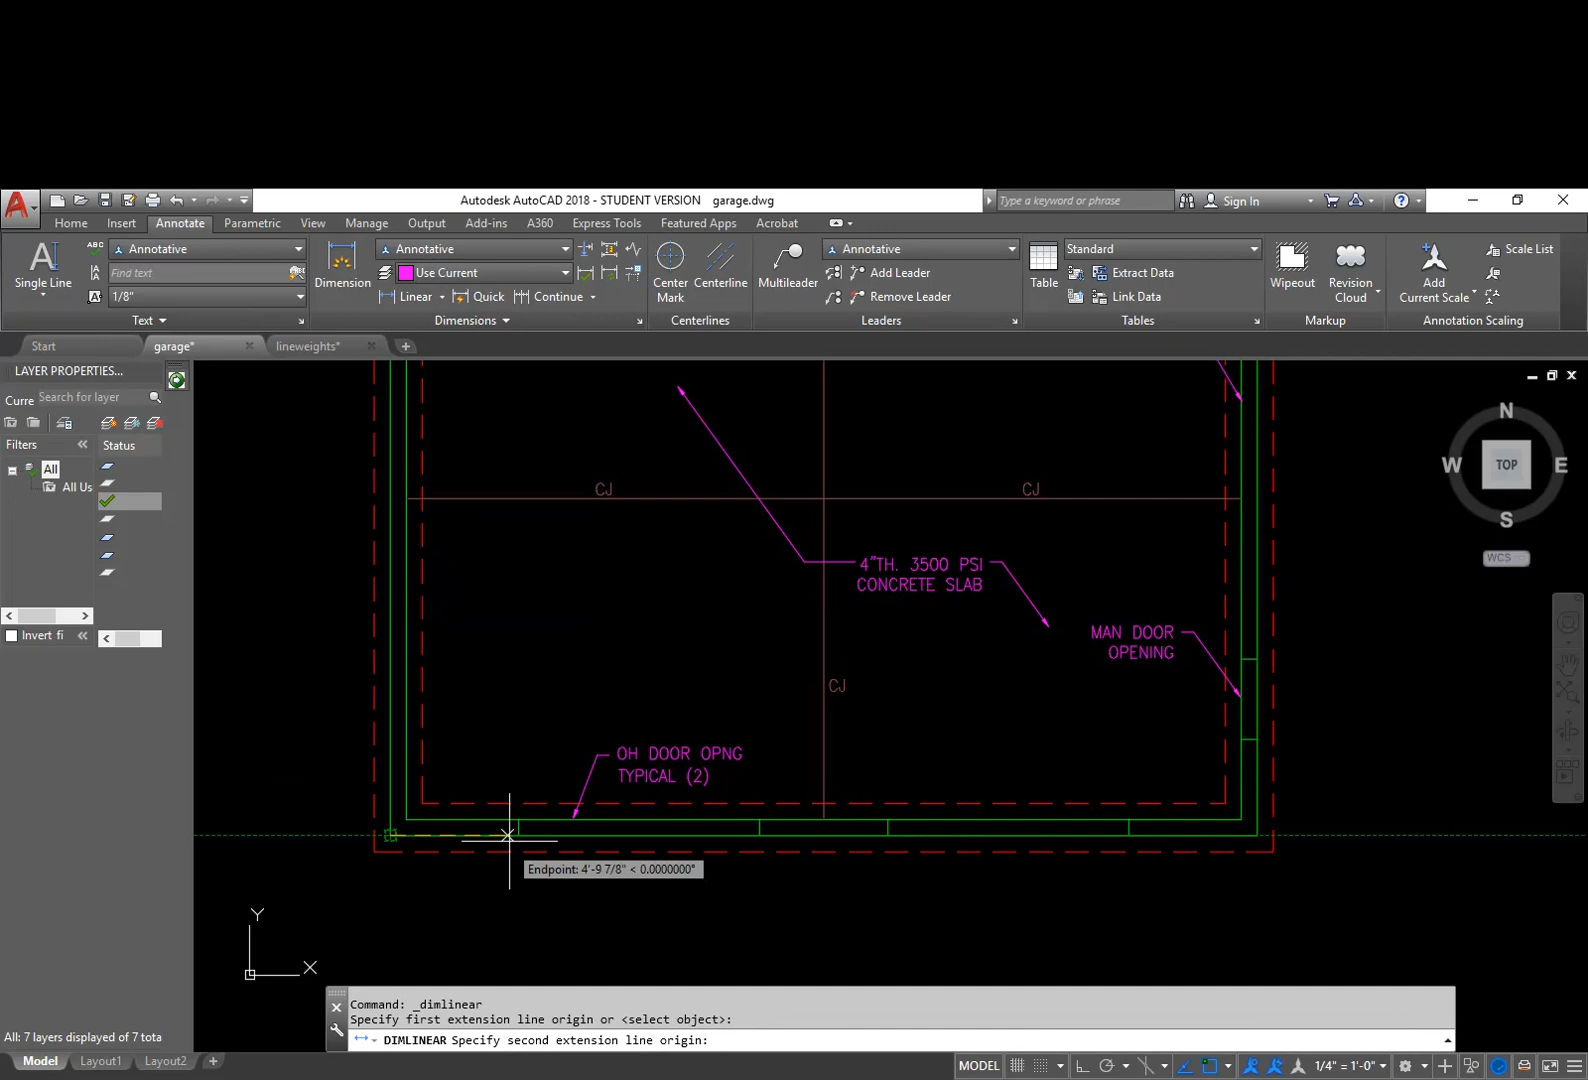 Autodesk AutoCAD 2018 - STUDENT VERSION garage.dwg
Type a keyword or phrase
Sign In
Home Insert Annotate Parametric View Manage Output Add-ins A360 Express Tools Featured Apps Acrobat
A
Single Line
ABC
Annotative
Find text
1/8"
Text
Dimension
Annotative
Use Current
Linear Quick Continue
Dimensions
Center Mark
Centerline
Centerlines
Multileader
Annotative
Add Leader
Remove Leader
Leaders
Table
Standard
Extract Data
Link Data
Tables
Wipeout
Revision Cloud
Markup
Add Current Scale
Scale List
Annotation Scaling
Start garage* lineweights*
LAYER PROPERTIES...
Curre Search for layer
Filters Status
All
All Us
Invert fi
All: 7 layers displayed of 7 tota
CJ CJ
4"TH. 3500 PSI
CONCRETE SLAB
MAN DOOR
OPENING
CJ
OH DOOR OPNG
TYPICAL (2)
Endpoint: 4'-9 7/8" < 0.0000000°
N
W TOP E
S
WCS
Y
X
Command: _dimlinear
Specify first extension line origin or <select object>:
DIMLINEAR Specify second extension line origin:
Model Layout1 Layout2
MODEL 1/4" = 1'-0"